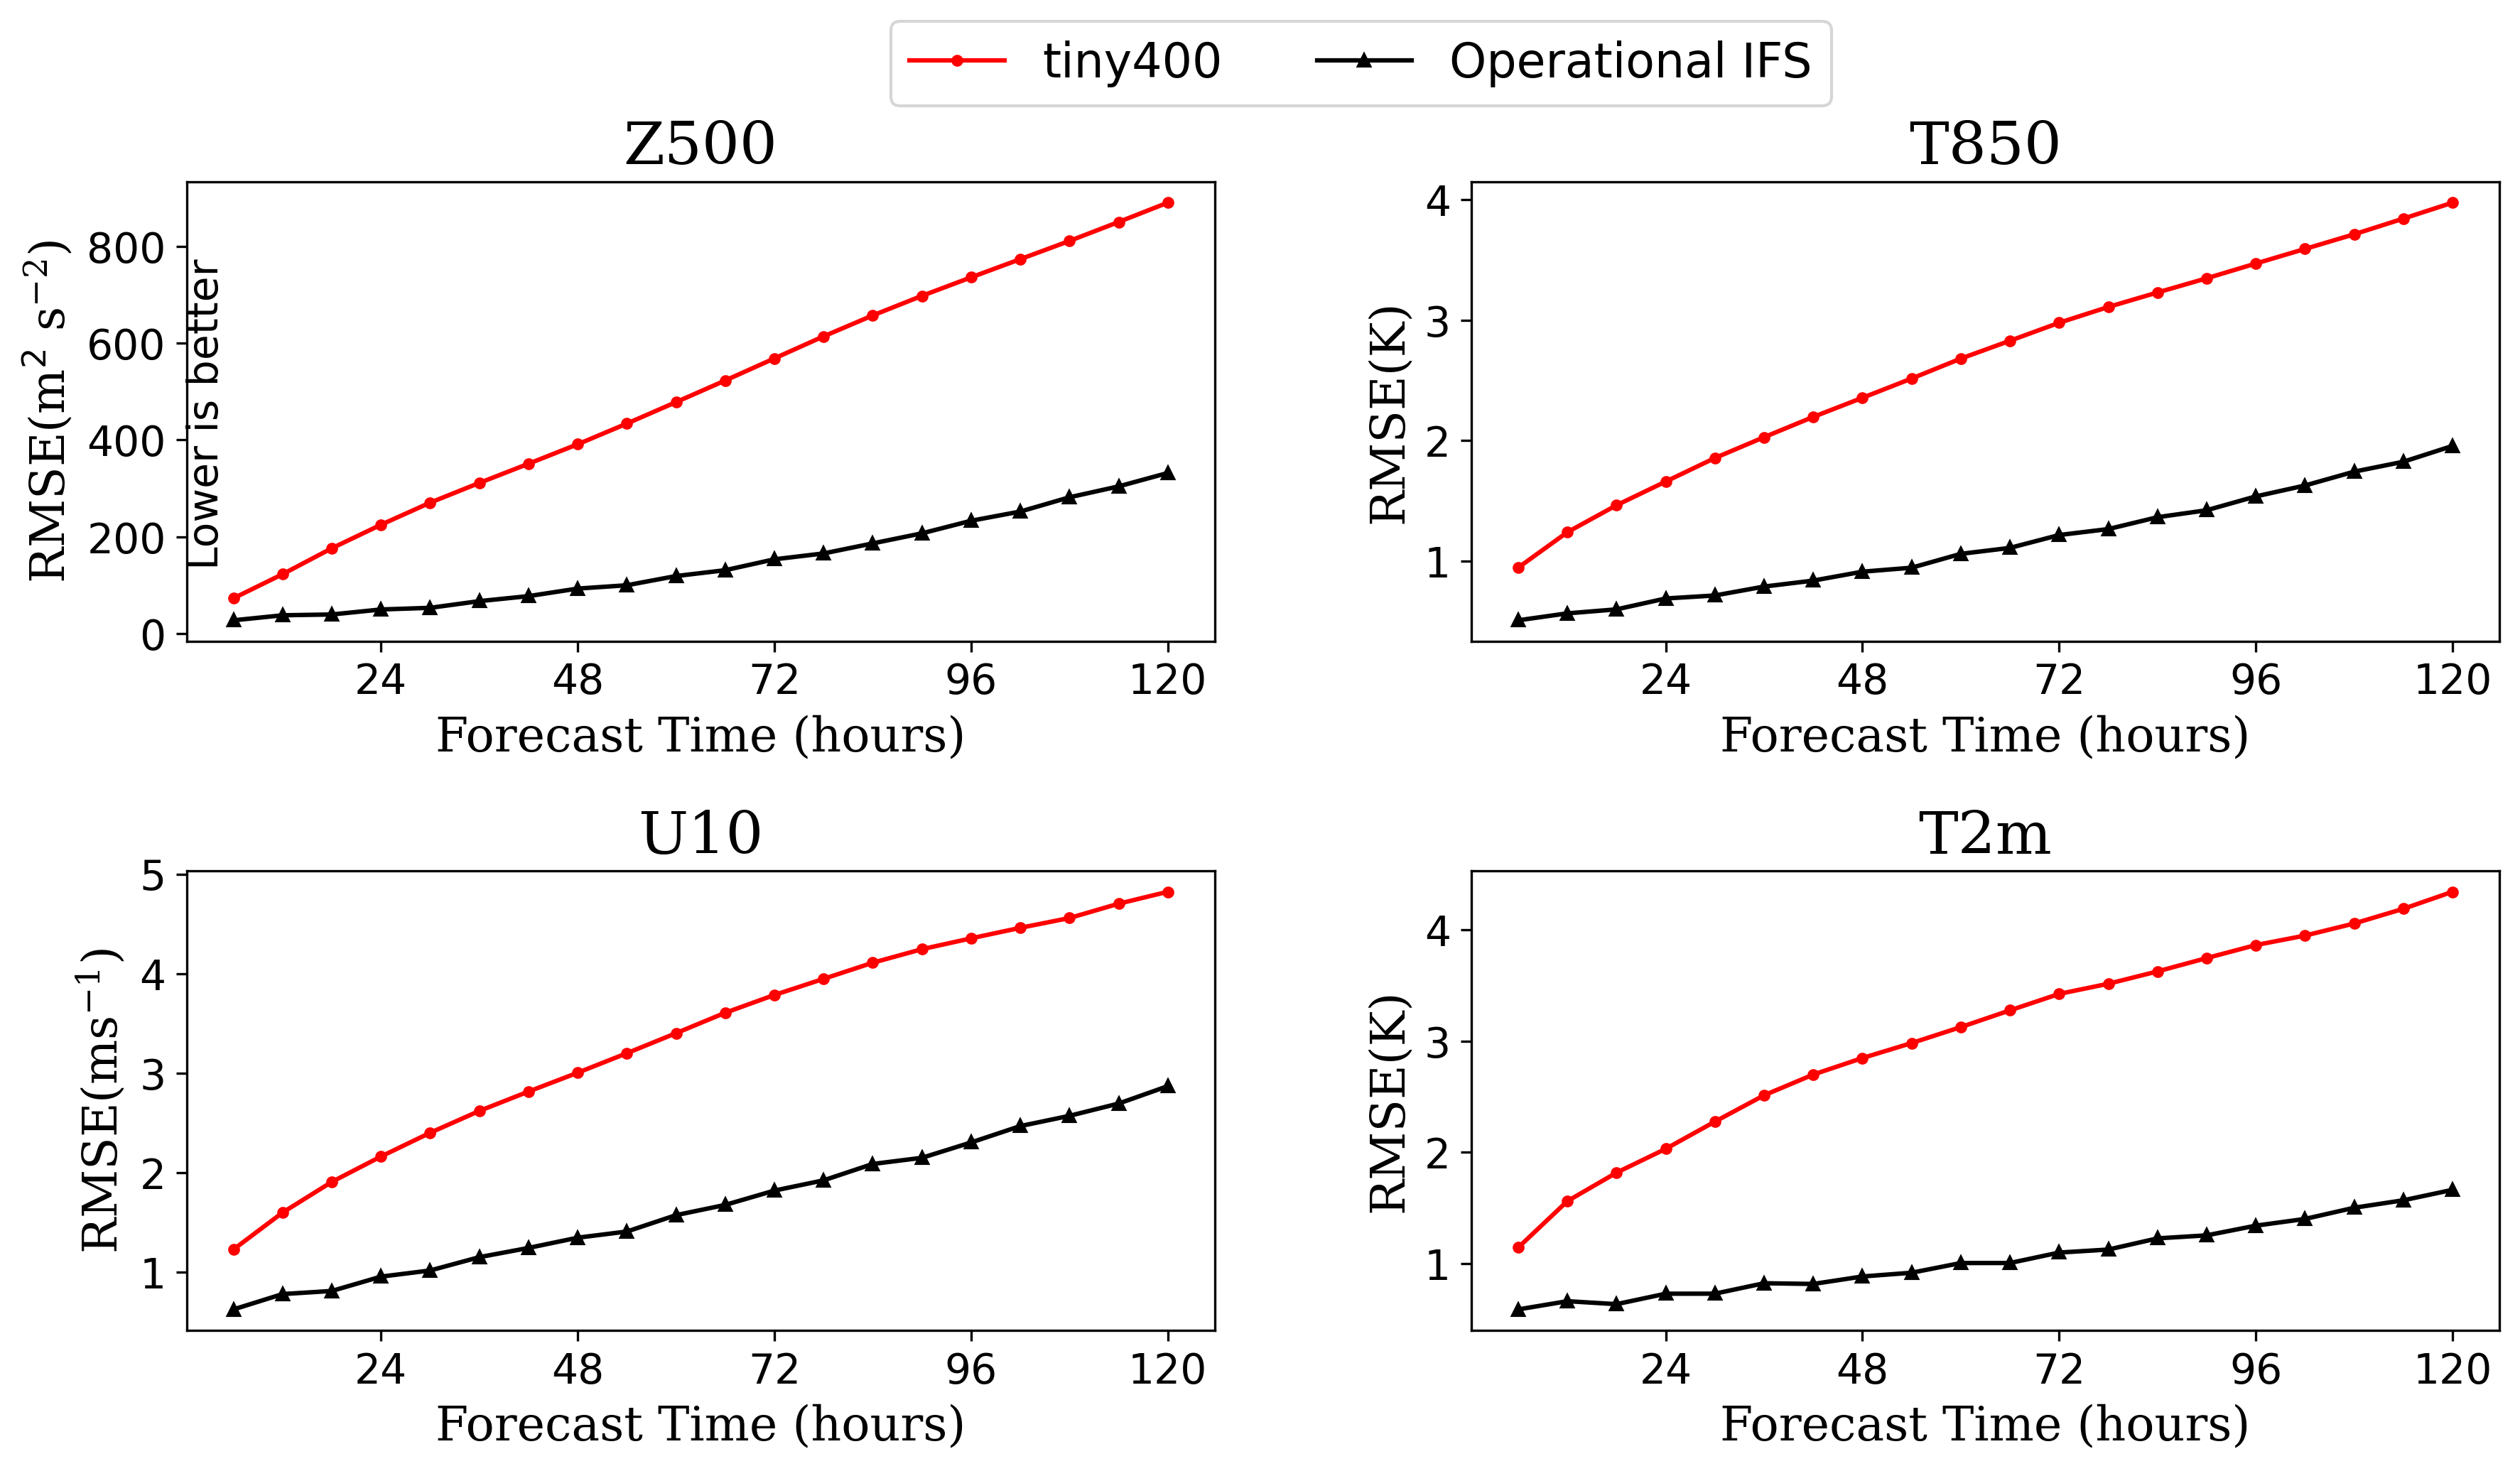 tiny400 Operational IFS
Z500
RMSE(m² s⁻²)
800
600
400
200
0
Lower is better
24 48 72 96 120
Forecast Time (hours)
T850
RMSE(K)
4
3
2
1
24 48 72 96 120
Forecast Time (hours)
U10
RMSE(ms⁻¹)
5
4
3
2
1
24 48 72 96 120
Forecast Time (hours)
T2m
RMSE(K)
4
3
2
1
24 48 72 96 120
Forecast Time (hours)